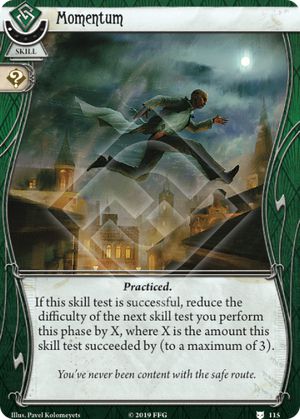 Momentum
SKILL
?
Practiced.
If this skill test is successful, reduce the
difficulty of the next skill test you perform
this phase by X, where X is the amount this
skill test succeeded by (to a maximum of 3).
You've never been content with the safe route.
Illus. Pavel Kolomeyets © 2019 FFG 115